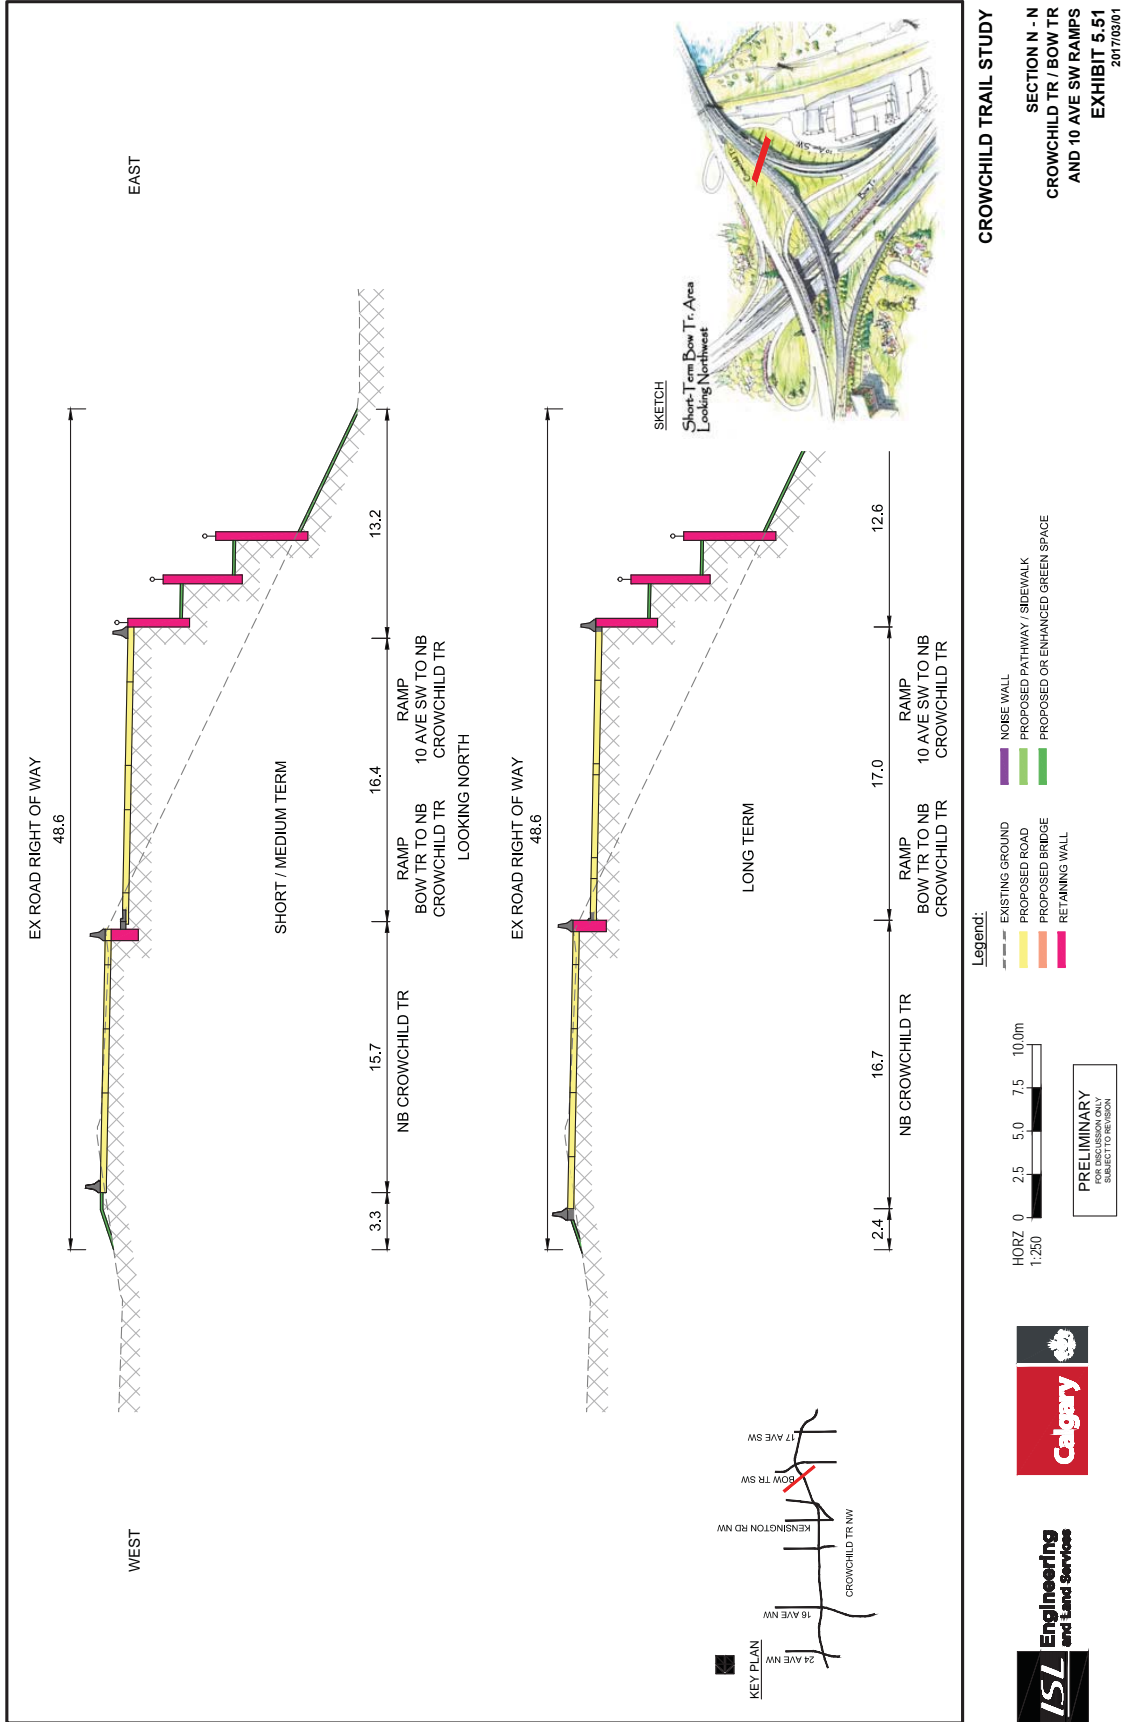 WEST
EAST
EX ROAD RIGHT OF WAY
48.6
3.3
15.7
16.4
13.2
NB CROWCHILD TR
RAMP
BOW TR TO NB
CROWCHILD TR
RAMP
10 AVE SW TO NB
CROWCHILD TR
SHORT / MEDIUM TERM
LOOKING NORTH
EX ROAD RIGHT OF WAY
48.6
2.4
16.7
17.0
12.6
NB CROWCHILD TR
RAMP
BOW TR TO NB
CROWCHILD TR
RAMP
10 AVE SW TO NB
CROWCHILD TR
LONG TERM
KEY PLAN
24 AVE NW
16 AVE NW
KENSINGTON RD NW
BOW TR SW
17 AVE SW
CROWCHILD TR NW
SKETCH
Short-Term Bow Tr. Area
Looking Northwest
10 Ave SW
Bow Tr.
ISL Engineering
and Land Services
Calgary
HORZ
1:250
0 2.5 5.0 7.5 10.0m
PRELIMINARY
FOR DISCUSSION ONLY
SUBJECT TO REVISION
Legend:
EXISTING GROUND
PROPOSED ROAD
PROPOSED BRIDGE
RETAINING WALL
NOISE WALL
PROPOSED PATHWAY / SIDEWALK
PROPOSED OR ENHANCED GREEN SPACE
CROWCHILD TRAIL STUDY
SECTION N - N
CROWCHILD TR / BOW TR
AND 10 AVE SW RAMPS
EXHIBIT 5.51
2017/03/01